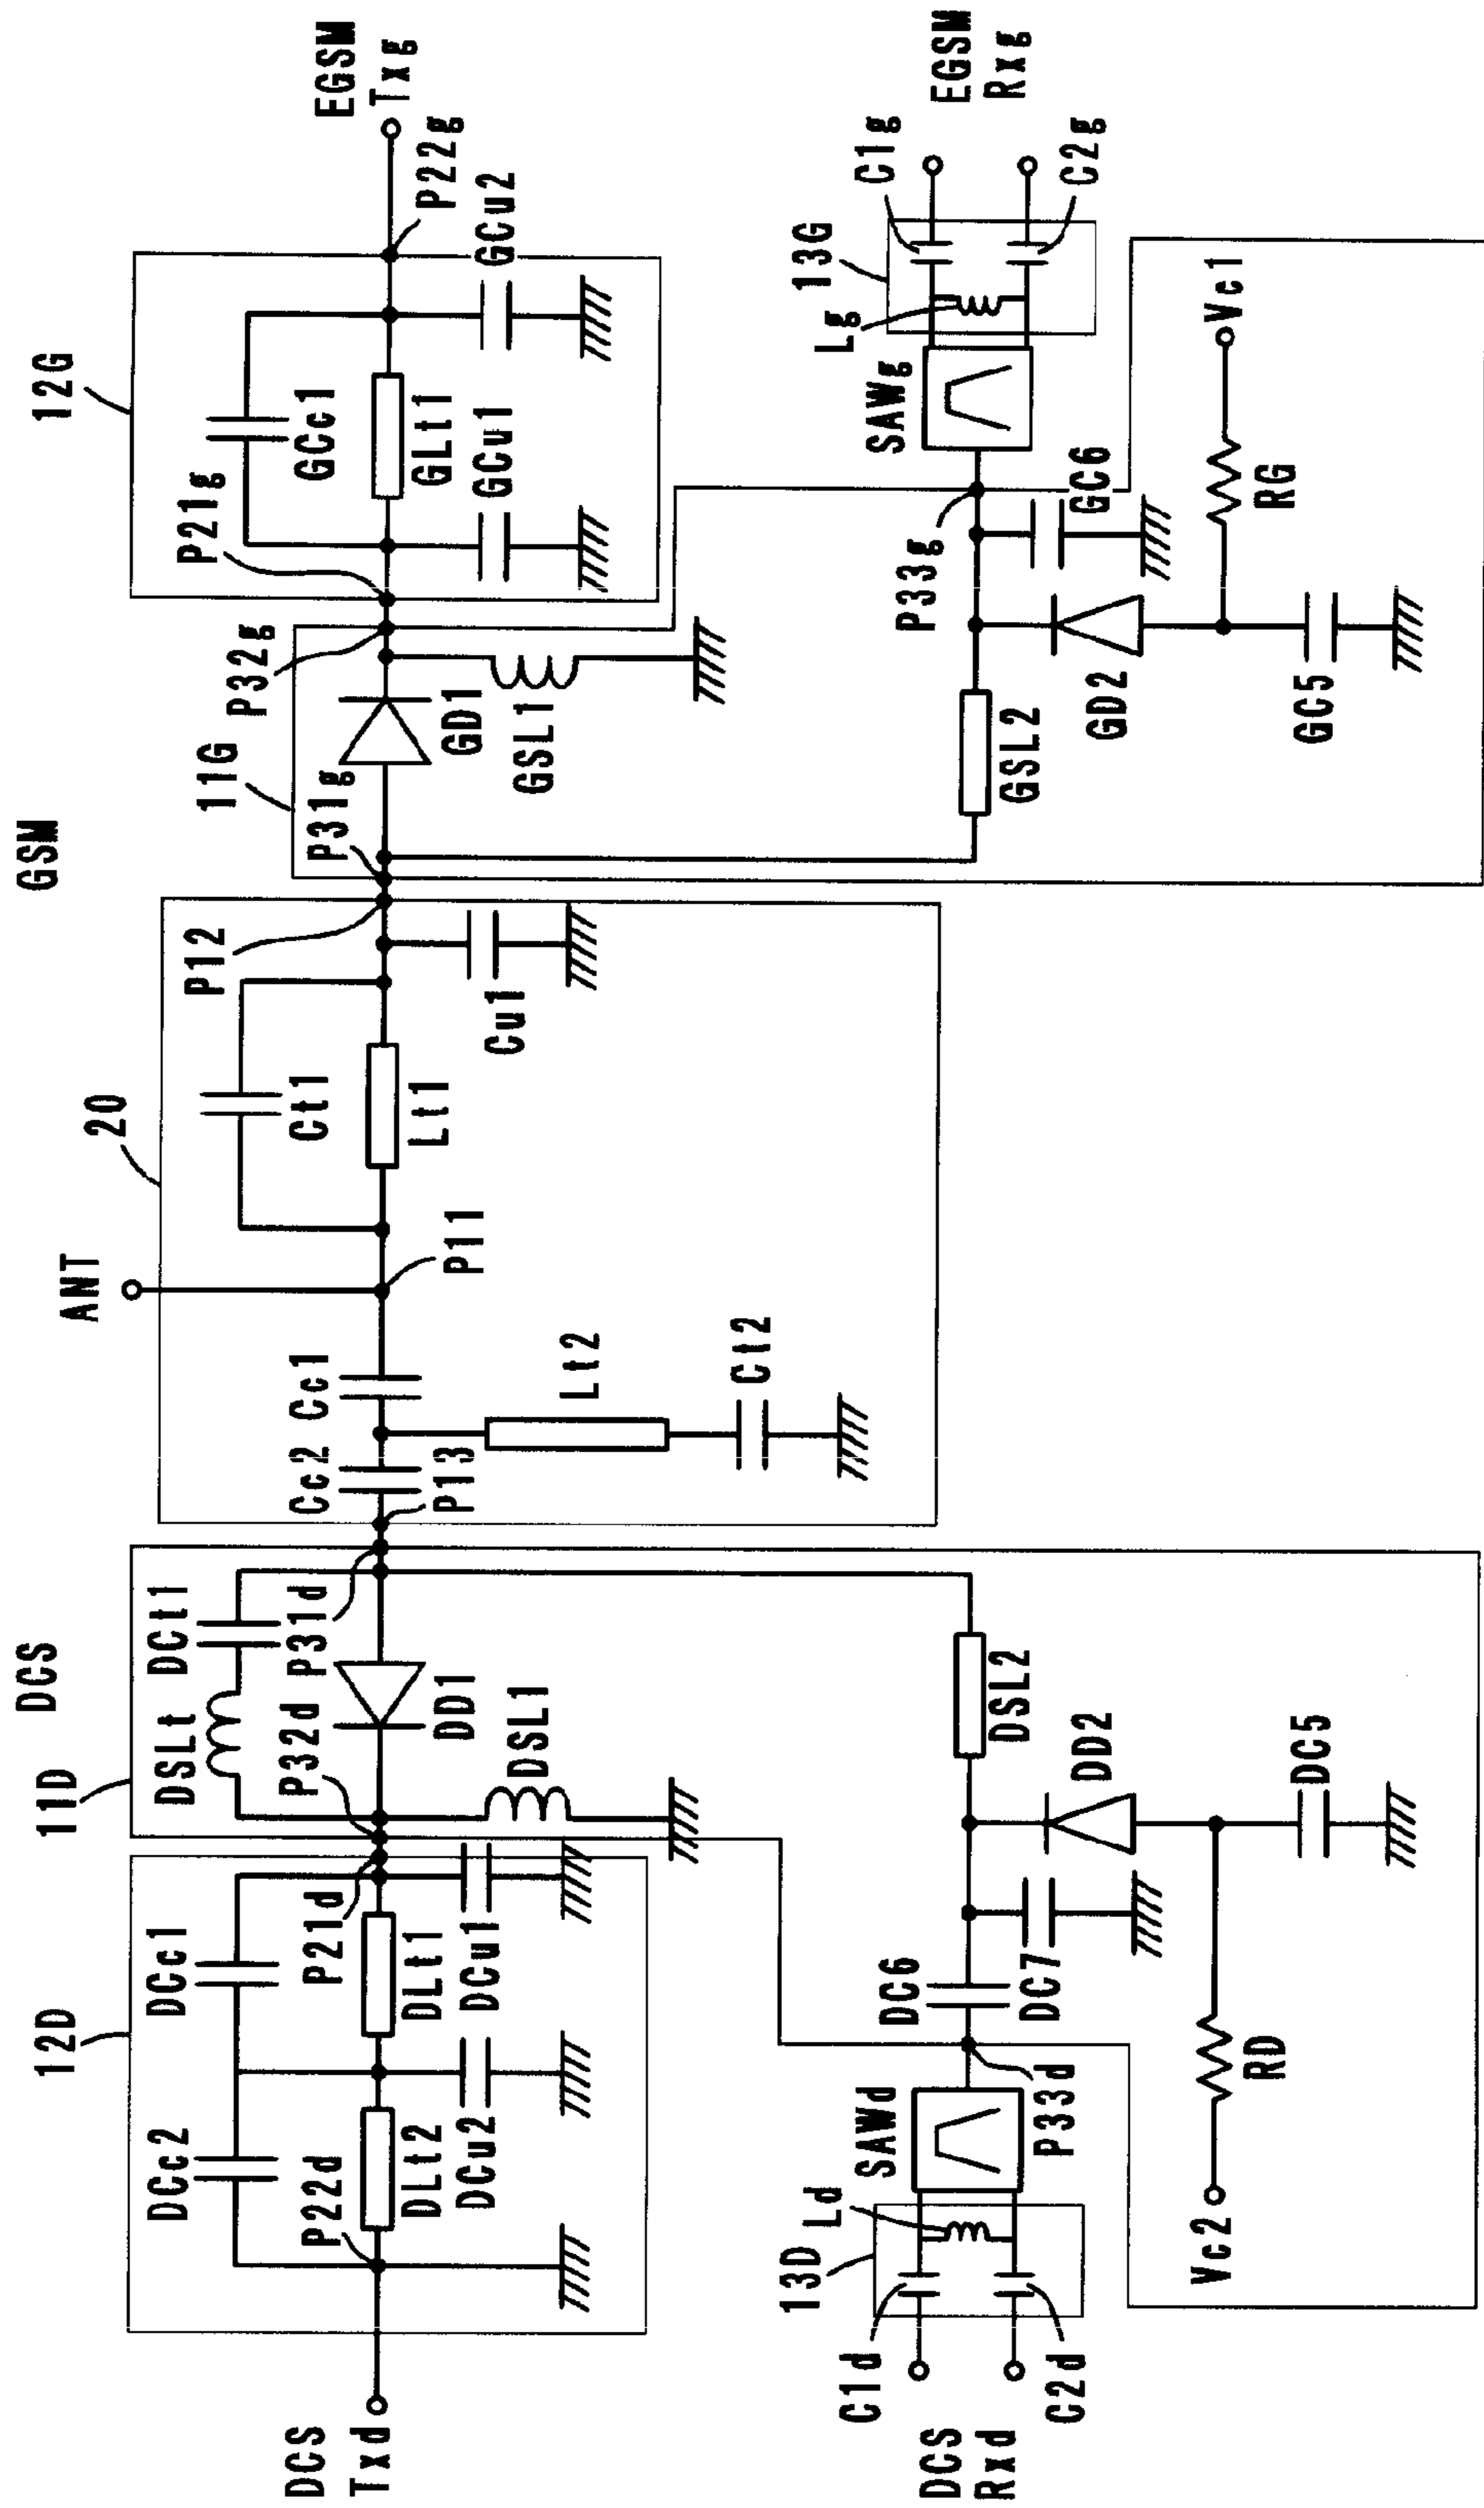 GSM
DCS
ANT
20
11G
12G
11D
12D
EGSM
Txg
P22g
GCu2
GCc1
GLt1
GCu1
P21g
P32g
GD1
GSL1
P31g
P12
Cu1
Ct1
Lt1
P11
Cc1
Cc2
P13
Lt2
Ct2
DCt1
DSLt
P31d
P32d
DD1
DSL1
DCc1
DCc2
P21d
P22d
DLt1
DLt2
DCu1
DCu2
DCS
Txd
EGSM
Rxg
C1g
C2g
13G
Lg
SAWg
P33g
GC6
GSL2
GD2
GC5
RG
Vc1
DSL2
DD2
DC5
DC6
DC7
SAWd
P33d
RD
Vc2
Ld
13D
C1d
C2d
DCS
Rxd